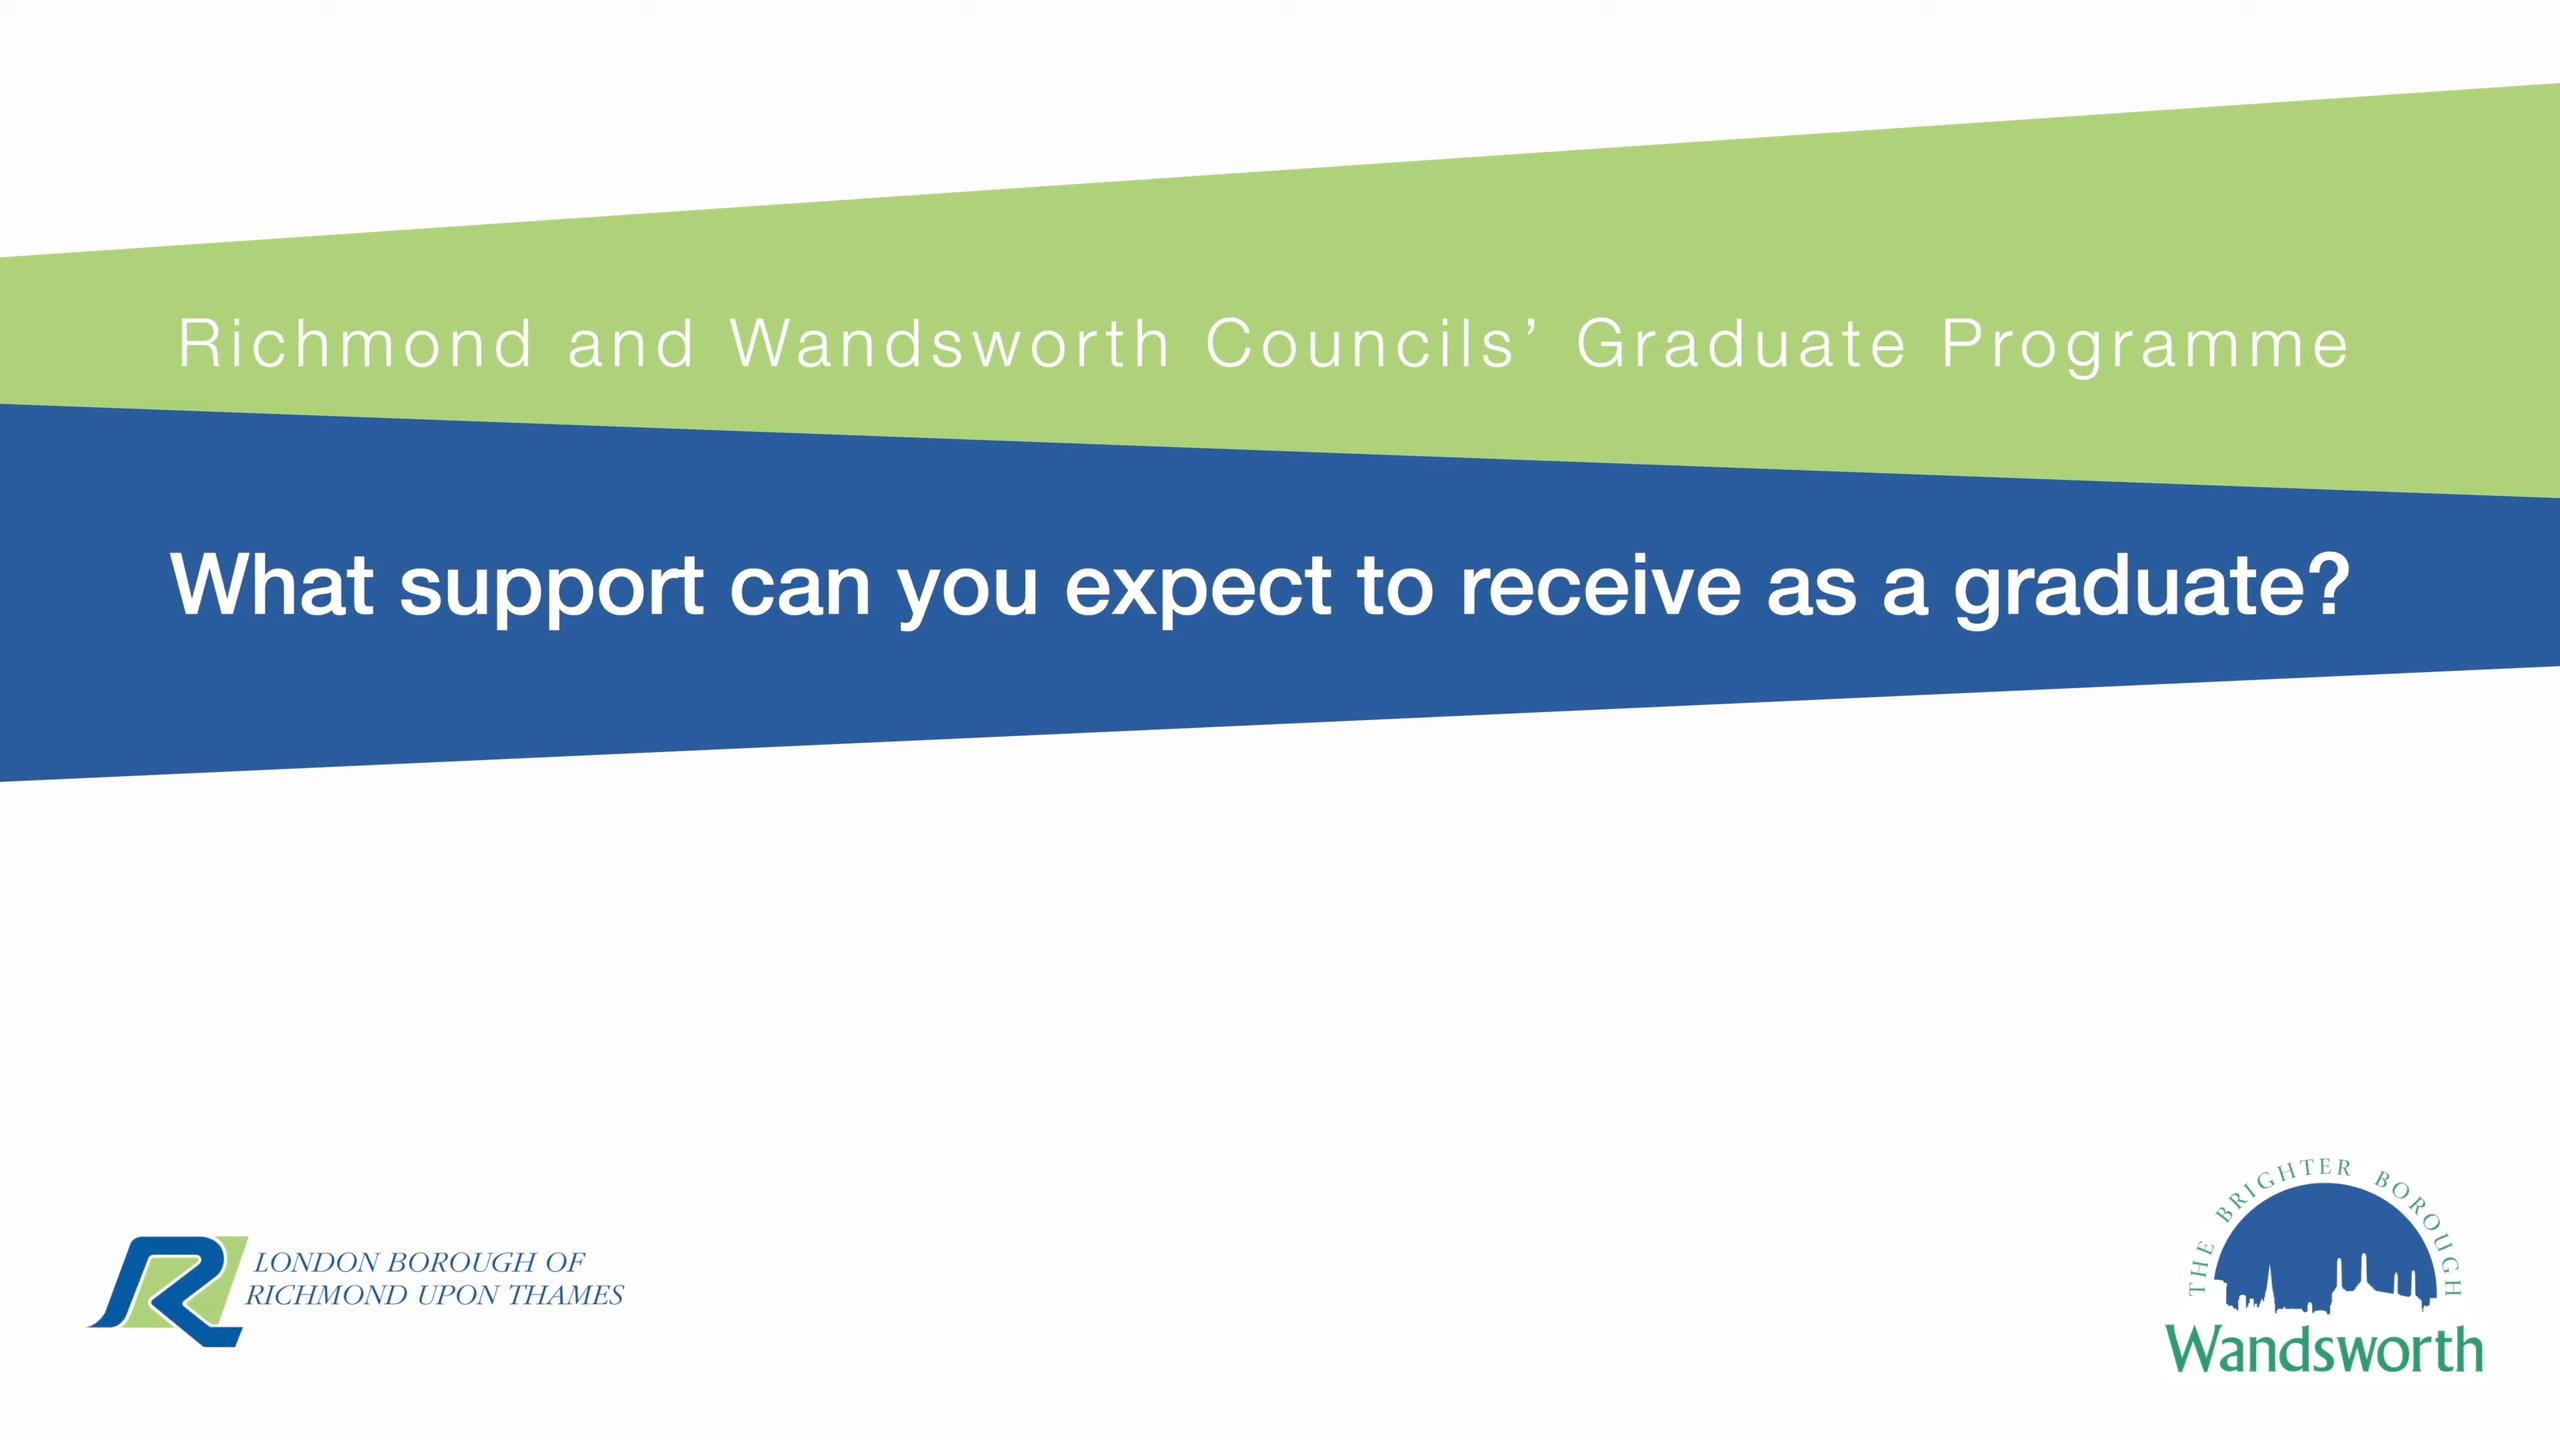 Richmond and Wandsworth Councils’ Graduate Programme
What support can you expect to receive as a graduate?
LONDON BOROUGH OF
RICHMOND UPON THAMES
THE BRIGHTER BOROUGH
Wandsworth